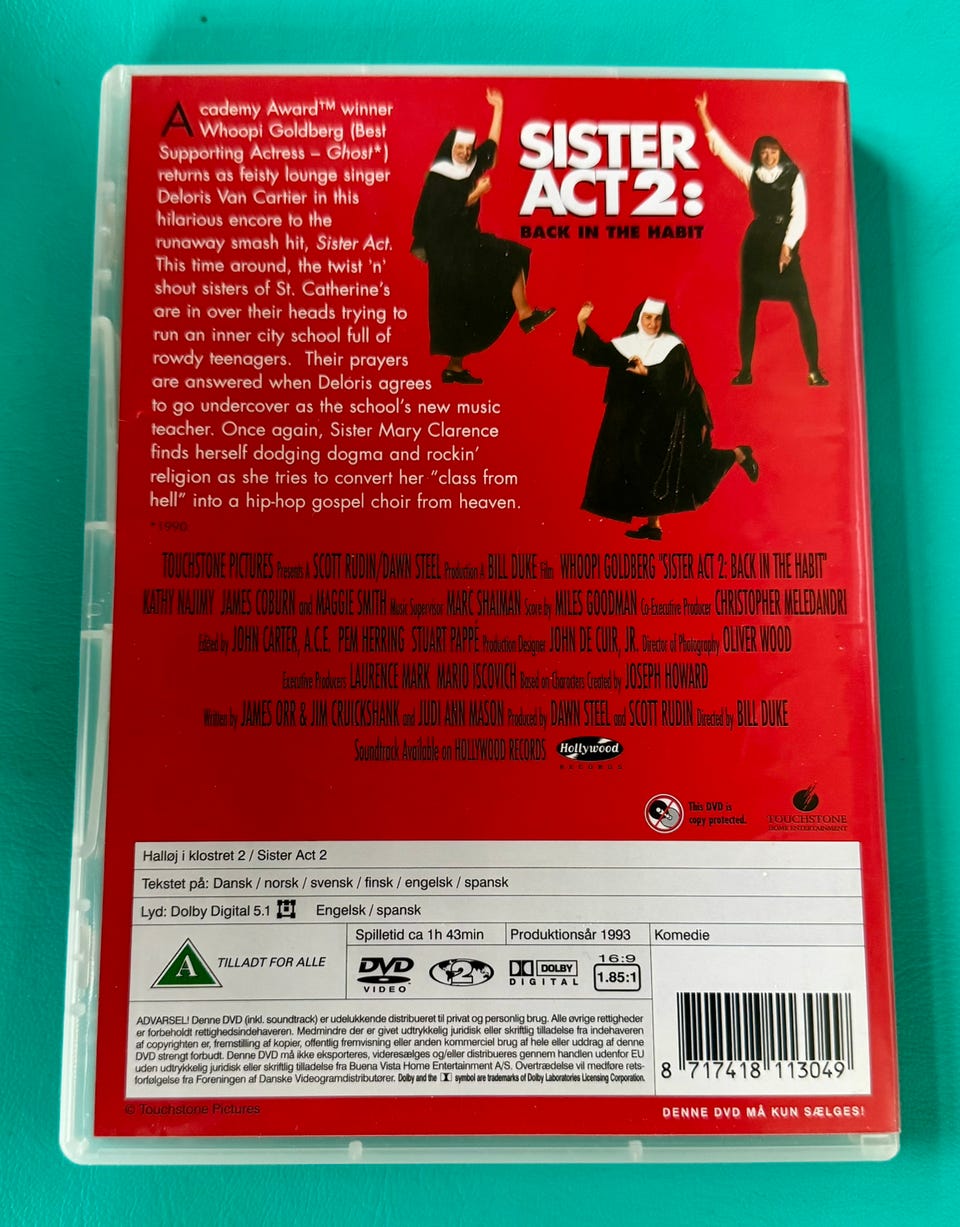 Academy Award™ winner
Whoopi Goldberg (Best
Supporting Actress – Ghost*)
returns as feisty lounge singer
Deloris Van Cartier in this
hilarious encore to the
runaway smash hit, Sister Act.
This time around, the twist 'n'
shout sisters of St. Catherine's
are in over their heads trying to
run an inner city school full of
rowdy teenagers. Their prayers
are answered when Deloris agrees
to go undercover as the school's new music
teacher. Once again, Sister Mary Clarence
finds herself dodging dogma and rockin'
religion as she tries to convert her "class from
hell" into a hip-hop gospel choir from heaven.
*1990.
SISTER
ACT 2:
BACK IN THE HABIT
TOUCHSTONE PICTURES Presents A SCOTT RUDIN/DAWN STEEL Production A BILL DUKE Film WHOOPI GOLDBERG "SISTER ACT 2: BACK IN THE HABIT"
KATHY NAJIMY JAMES COBURN and MAGGIE SMITH Music Supervisor MARC SHAIMAN Score by MILES GOODMAN Co-Executive Producer CHRISTOPHER MELEDANDRI
Edited by JOHN CARTER, A.C.E. PEM HERRING STUART PAPPÉ Production Designer JOHN DE CUIR, JR. Director of Photography OLIVER WOOD
Executive Producers LAURENCE MARK MARIO ISCOVICH Based on Characters Created by JOSEPH HOWARD
Written by JAMES ORR & JIM CRUICKSHANK and JUDI ANN MASON Produced by DAWN STEEL and SCOTT RUDIN Directed by BILL DUKE
Soundtrack Available on HOLLYWOOD RECORDS Hollywood
RECORDS
This DVD is
copy protected.
TOUCHSTONE
HOME ENTERTAINMENT
Halløj i klostret 2 / Sister Act 2
Tekstet på: Dansk / norsk / svensk / finsk / engelsk / spansk
Lyd: Dolby Digital 5.1 Engelsk / spansk
A TILLADT FOR ALLE
Spilletid ca 1h 43min
Produktionsår 1993
Komedie
DVD
VIDEO
2
DOLBY
DIGITAL
16:9
1.85:1
ADVARSEL! Denne DVD (inkl. soundtrack) er udelukkende distribueret til privat og personlig brug. Alle øvrige rettigheder
er forbeholdt rettighedsindehaveren. Medmindre der er givet udtrykkelig juridisk eller skriftlig tilladelse fra indehaveren
af copyrighten er, fremstilling af kopier, offentlig fremvisning eller anden kommerciel brug af hele eller uddrag af denne
DVD strengt forbudt. Denne DVD må ikke eksporteres, videresælges og/eller distribueres gennem handlen udenfor EU
uden udtrykkelig juridisk eller skriftlig tilladelse fra Buena Vista Home Entertainment A/S. Overtrædelse vil medføre rets-
forfølgelse fra Foreningen af Danske Videogramdistributører. Dolby and the symbol are trademarks of Dolby Laboratories Licensing Corporation.
8 717418 113049
© Touchstone Pictures
DENNE DVD MÅ KUN SÆLGES!